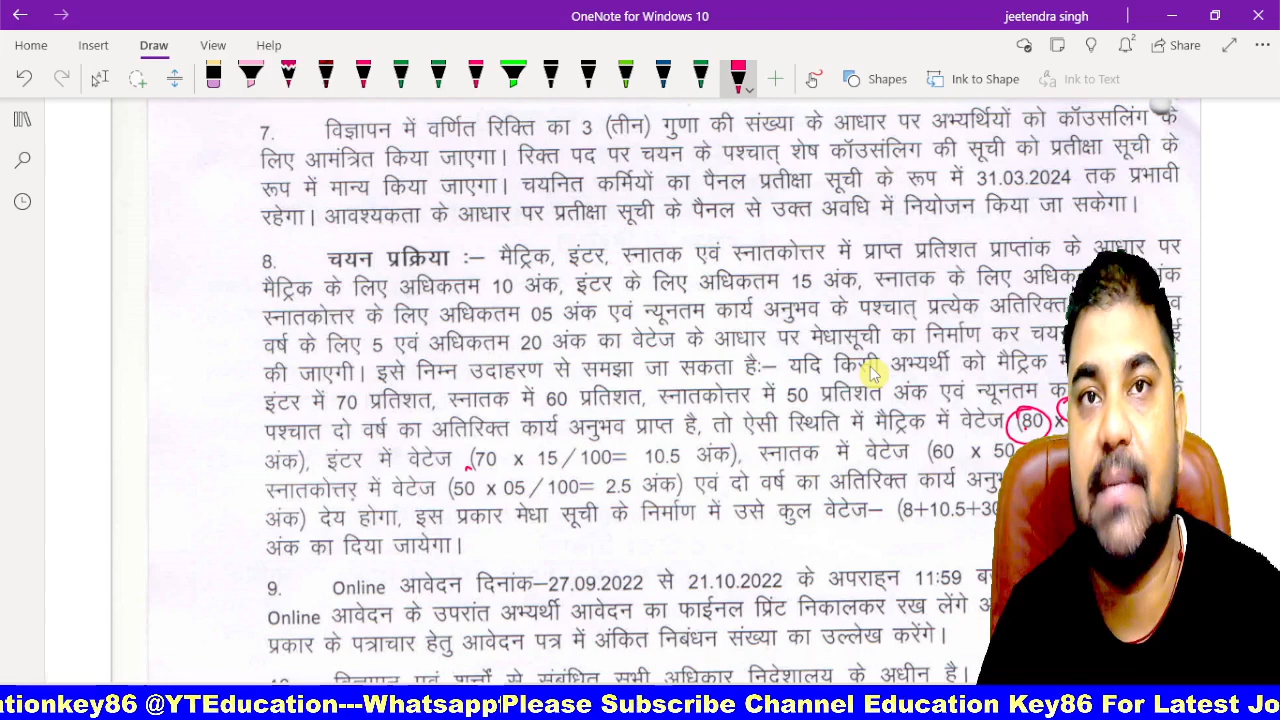 OneNote for Windows 10
jeetendra singh
Home Insert Draw View Help
Share
Shapes Ink to Shape Ink to Text
7. विज्ञापन में वर्णित रिक्ति का 3 (तीन) गुणा की संख्या के आधार पर अभ्यर्थियों को कॉउसलिंग के
लिए आमंत्रित किया जाएगा। रिक्त पद पर चयन के पश्चात् शेष कॉउसंलिग की सूची को प्रतीक्षा सूची के
रूप में मान्य किया जाएगा। चयनित कर्मियों का पैनल प्रतीक्षा सूची के रूप में 31.03.2024 तक प्रभावी
रहेगा। आवश्यकता के आधार पर प्रतीक्षा सूची के पैनल से उक्त अवधि में नियोजन किया जा सकेगा।
8. चयन प्रक्रिया :– मैट्रिक, इंटर, स्नातक एवं स्नातकोत्तर में प्राप्त प्रतिशत प्राप्तांक के आधार पर
मैट्रिक के लिए अधिकतम 10 अंक, इंटर के लिए अधिकतम 15 अंक, स्नातक के लिए अंक
स्नातकोत्तर के लिए अधिकतम 05 अंक एवं न्यूनतम कार्य अनुभव के पश्चात् प्रत्येक अतिरिक्त
वर्ष के लिए 5 एवं अधिकतम 20 अंक का वेटेज के आधार पर मेधासूची का निर्माण कर
की जाएगी। इसे निम्न उदाहरण से समझा जा सकता है:– यदि किसी अभ्यर्थी को मैट्रिक
इंटर में 70 प्रतिशत, स्नातक में 60 प्रतिशत, स्नातकोत्तर में 50 प्रतिशत अंक एवं न्यूनतम
पश्चात दो वर्ष का अतिरिक्त कार्य अनुभव प्राप्त है, तो ऐसी स्थिति में मैट्रिक में वेटेज (80 x
अंक), इंटर में वेटेज (70 x 15/100= 10.5 अंक), स्नातक में वेटेज (60 x 50
स्नातकोत्तर में वेटेज (50 x 05/100= 2.5 अंक) एवं दो वर्ष का अतिरिक्त कार्य
अंक) देय होगा, इस प्रकार मेधा सूची के निर्माण में उसे कुल वेटेज– (8+10.5+30
अंक का दिया जायेगा।
9. Online आवेदन दिनांक–27.09.2022 से 21.10.2022 के अपराह्न 11:59
Online आवेदन के उपरांत अभ्यर्थी आवेदन का फाईनल प्रिंट निकालकर रख लेंगे
प्रकार के पत्राचार हेतु आवेदन पत्र में अंकित निबंधन संख्या का उल्लेख करेंगे।
विज्ञापन एवं शर्तों से संबंधित सभी अधिकार निदेशालय के अधीन है।
ationkey86 @YTEducation---Whatsapp Please Subscribe Channel Education Key86 For Latest Jo